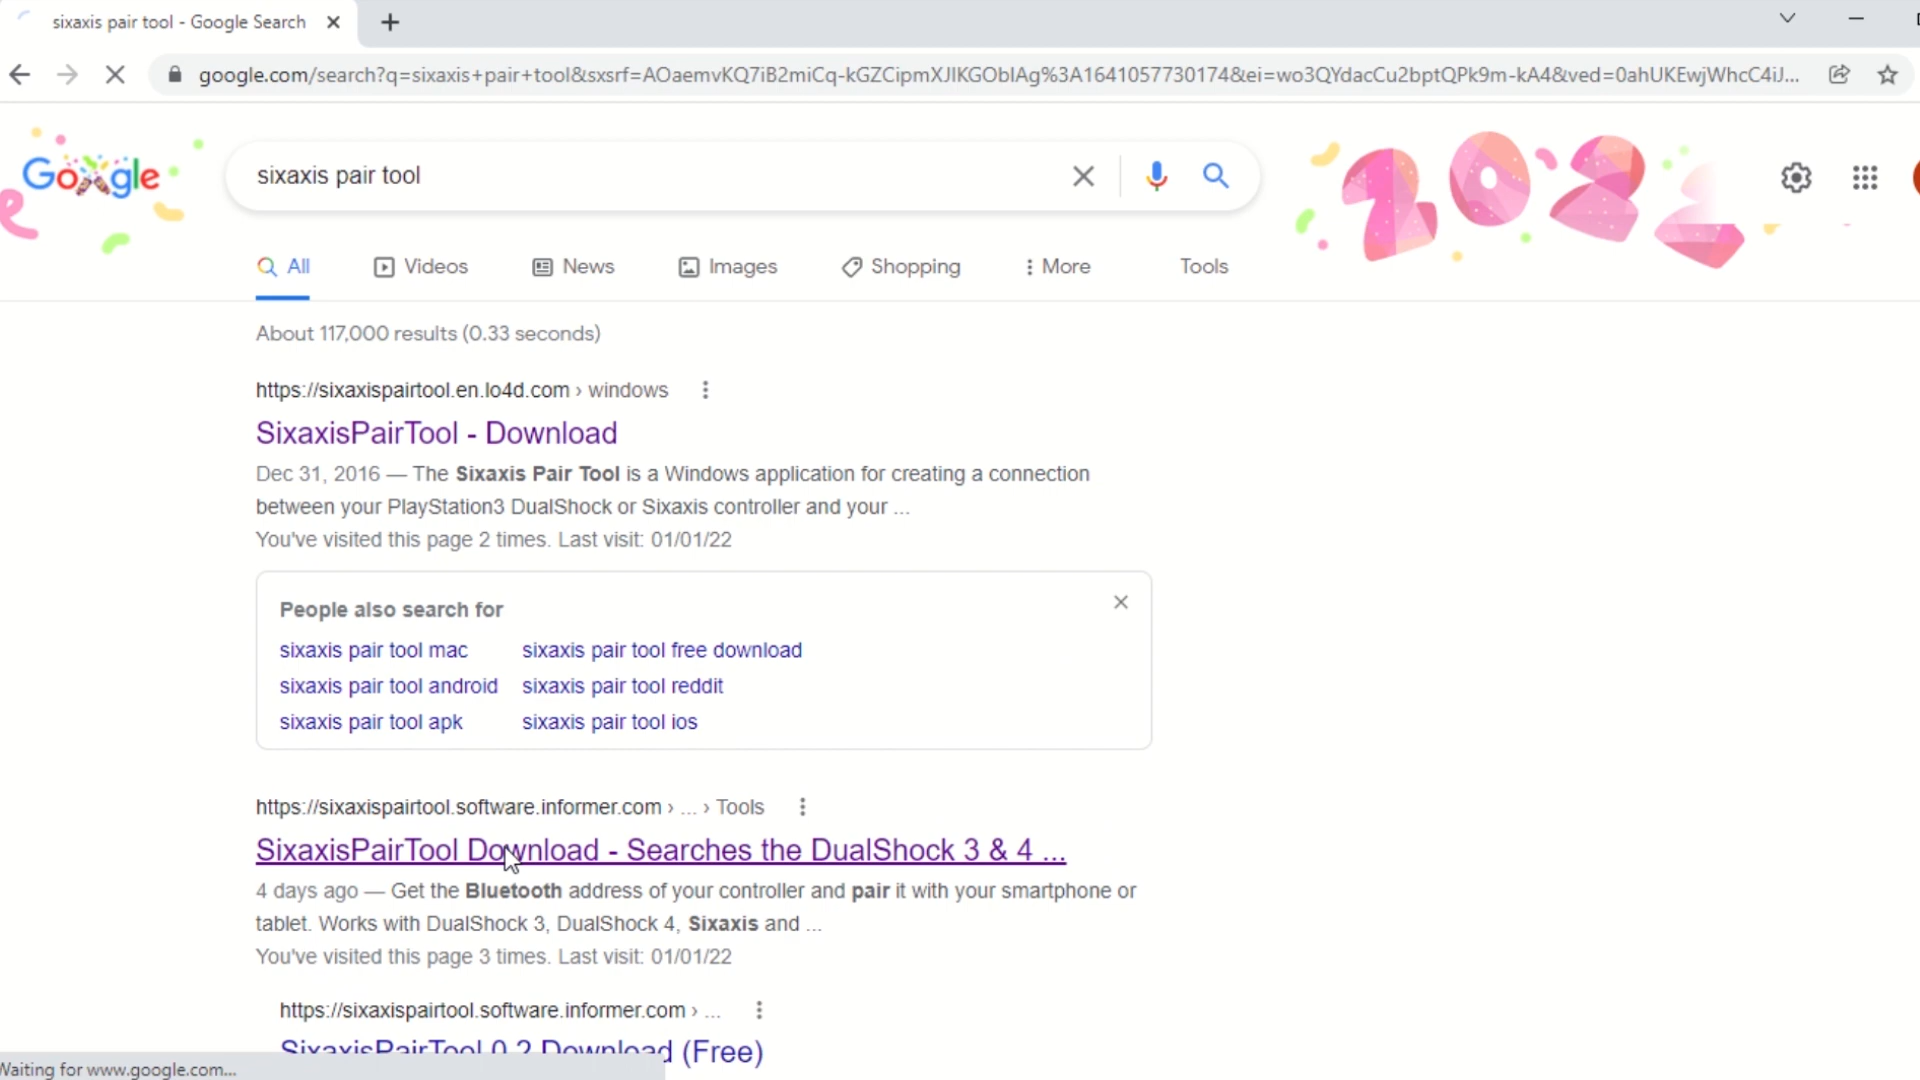 sixaxis pair tool - Google Search
google.com/search?q=sixaxis+pair+tool&sxsrf=AOaemvKQ7iB2miCq-kGZCipmXJIKGOblAg%3A1641057730174&ei=wo3QYdacCu2bptQPk9m-kA4&ved=0ahUKEwjWhcC4iJ...
Google
sixaxis pair tool
2022
All
Videos
News
Images
Shopping
More
Tools
About 117,000 results (0.33 seconds)
https://sixaxispairtool.en.lo4d.com › windows
SixaxisPairTool - Download
Dec 31, 2016 — The Sixaxis Pair Tool is a Windows application for creating a connection
between your PlayStation3 DualShock or Sixaxis controller and your ...
You've visited this page 2 times. Last visit: 01/01/22
People also search for
sixaxis pair tool mac
sixaxis pair tool free download
sixaxis pair tool android
sixaxis pair tool reddit
sixaxis pair tool apk
sixaxis pair tool ios
https://sixaxispairtool.software.informer.com › ... › Tools
SixaxisPairTool Download - Searches the DualShock 3 & 4 ...
4 days ago — Get the Bluetooth address of your controller and pair it with your smartphone or
tablet. Works with DualShock 3, DualShock 4, Sixaxis and ...
You've visited this page 3 times. Last visit: 01/01/22
https://sixaxispairtool.software.informer.com › ...
SixaxisPairTool 0.2 Download (Free)
Waiting for www.google.com...